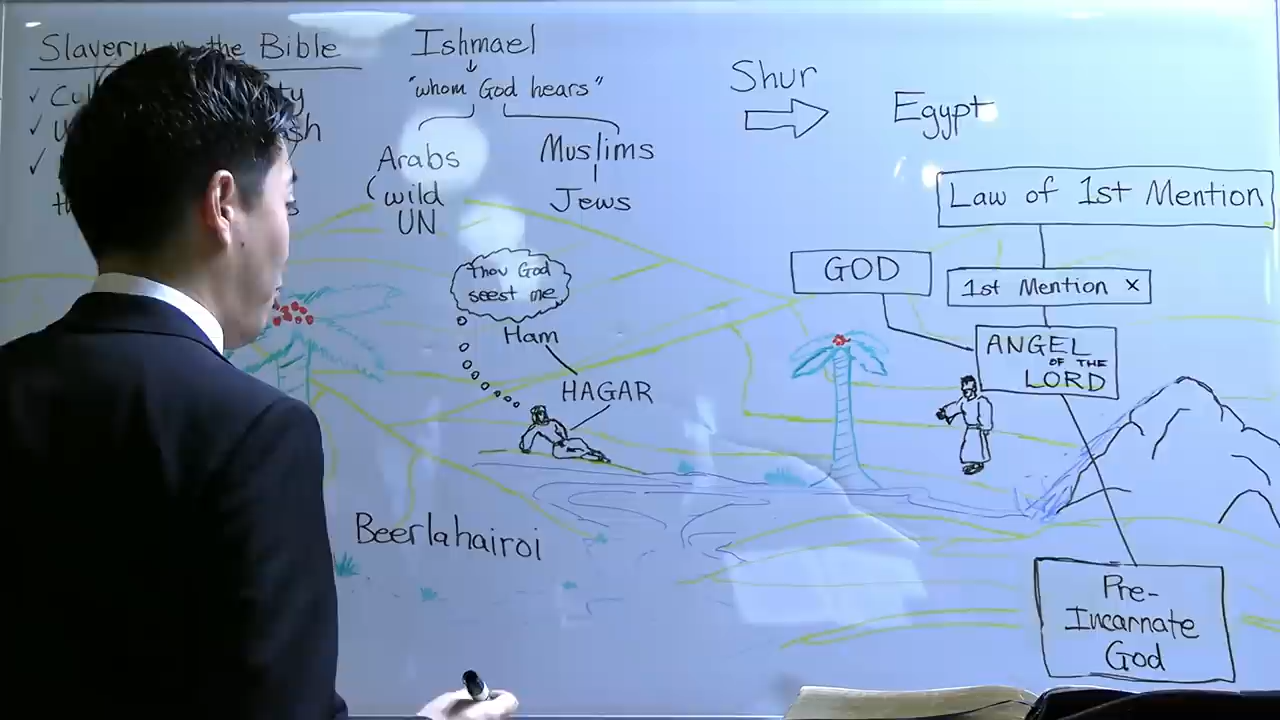 Slavery the Bible
Ishmael
"whom God hears"
Arabs
wild
UN
Muslims
Jews
Shur
Egypt
Law of 1st Mention
1st Mention x
GOD
ANGEL
OF THE
LORD
Thou God
seest me
Ham
HAGAR
Beerlahairoi
Pre-
Incarnate
God